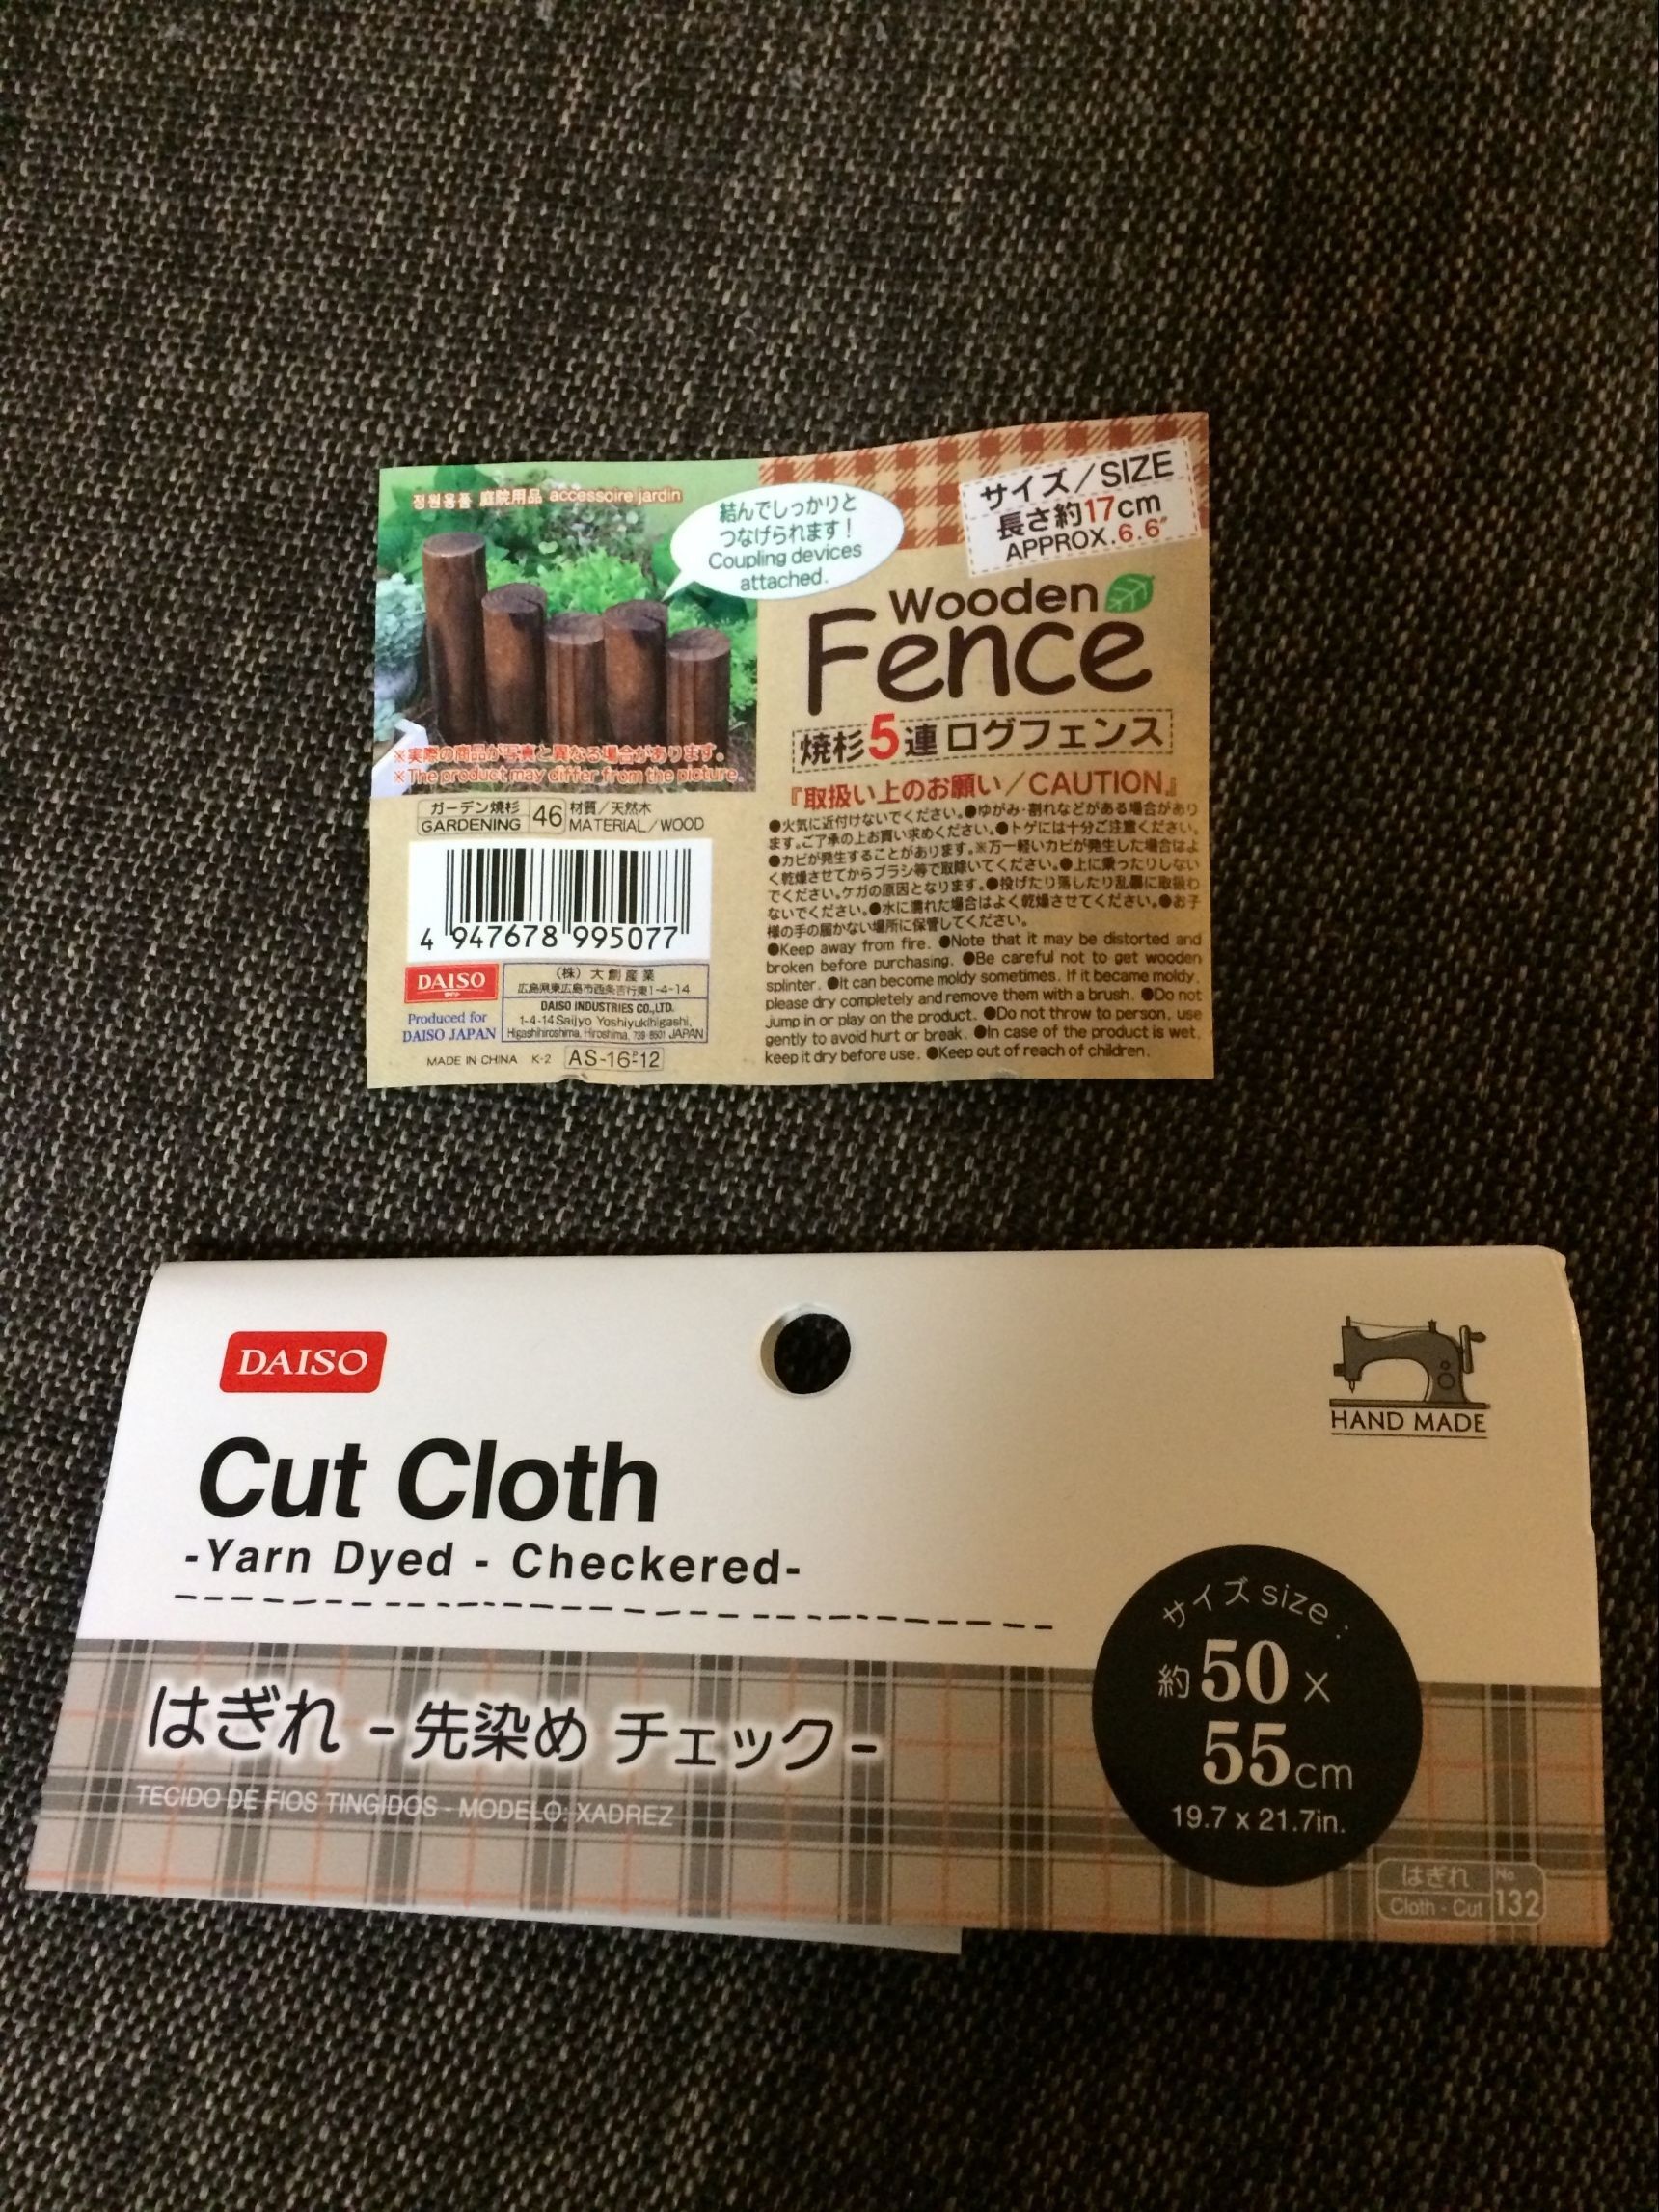 정원용품 庭院用品 accessoire jardin
結んでしっかりと
つなげられます！
Coupling devices
attached.
※実際の商品が写真と異なる場合があります。
※The product may differ from the picture.
サイズ／SIZE
長さ約17cm
APPROX.6.6″
Wooden
Fence
焼杉5連ログフェンス
『取扱い上のお願い／CAUTION』
●火気に近付けないでください。●ゆがみ・割れなどがある場合があり
ます。ご了承の上お買い求めください。●トゲには十分ご注意ください。
●カビが発生することがあります。※万一軽いカビが発生した場合はよ
く乾燥させてからブラシ等で取除いてください。●上に乗ったりしない
でください。ケガの原因となります。●投げたり落したり乱暴に取扱わ
ないでください。●水に濡れた場合はよく乾燥させてください。●お子
様の手の届かない場所に保管してください。
●Keep away from fire. ●Note that it may be distorted and
broken before purchasing. ●Be careful not to get wooden
splinter. ●It can become moldy sometimes. If it became moldy,
please dry completely and remove them with a brush. ●Do not
jump in or play on the product. ●Do not throw to person, use
gently to avoid hurt or break. ●In case of the product is wet,
keep it dry before use. ●Keep out of reach of children.
ガーデン焼杉
GARDENING
46
材質／天然木
MATERIAL／WOOD
4 947678 995077
DAISO
ダイソー
Produced for
DAISO JAPAN
（株）大創産業
広島県東広島市西条吉行東1-4-14
DAISO INDUSTRIES CO.,LTD.
1-4-14 Saijyo Yoshiyukihigashi,
Higashihiroshima, Hiroshima, 739-8501 JAPAN
MADE IN CHINA K-2 AS-16-12
DAISO
HAND MADE
Cut Cloth
-Yarn Dyed - Checkered-
はぎれ -先染め チェック-
TECIDO DE FIOS TINGIDOS - MODELO: XADREZ
サイズ size :
約50×
55cm
19.7 x 21.7in.
はぎれ
Cloth・Cut
No.
132